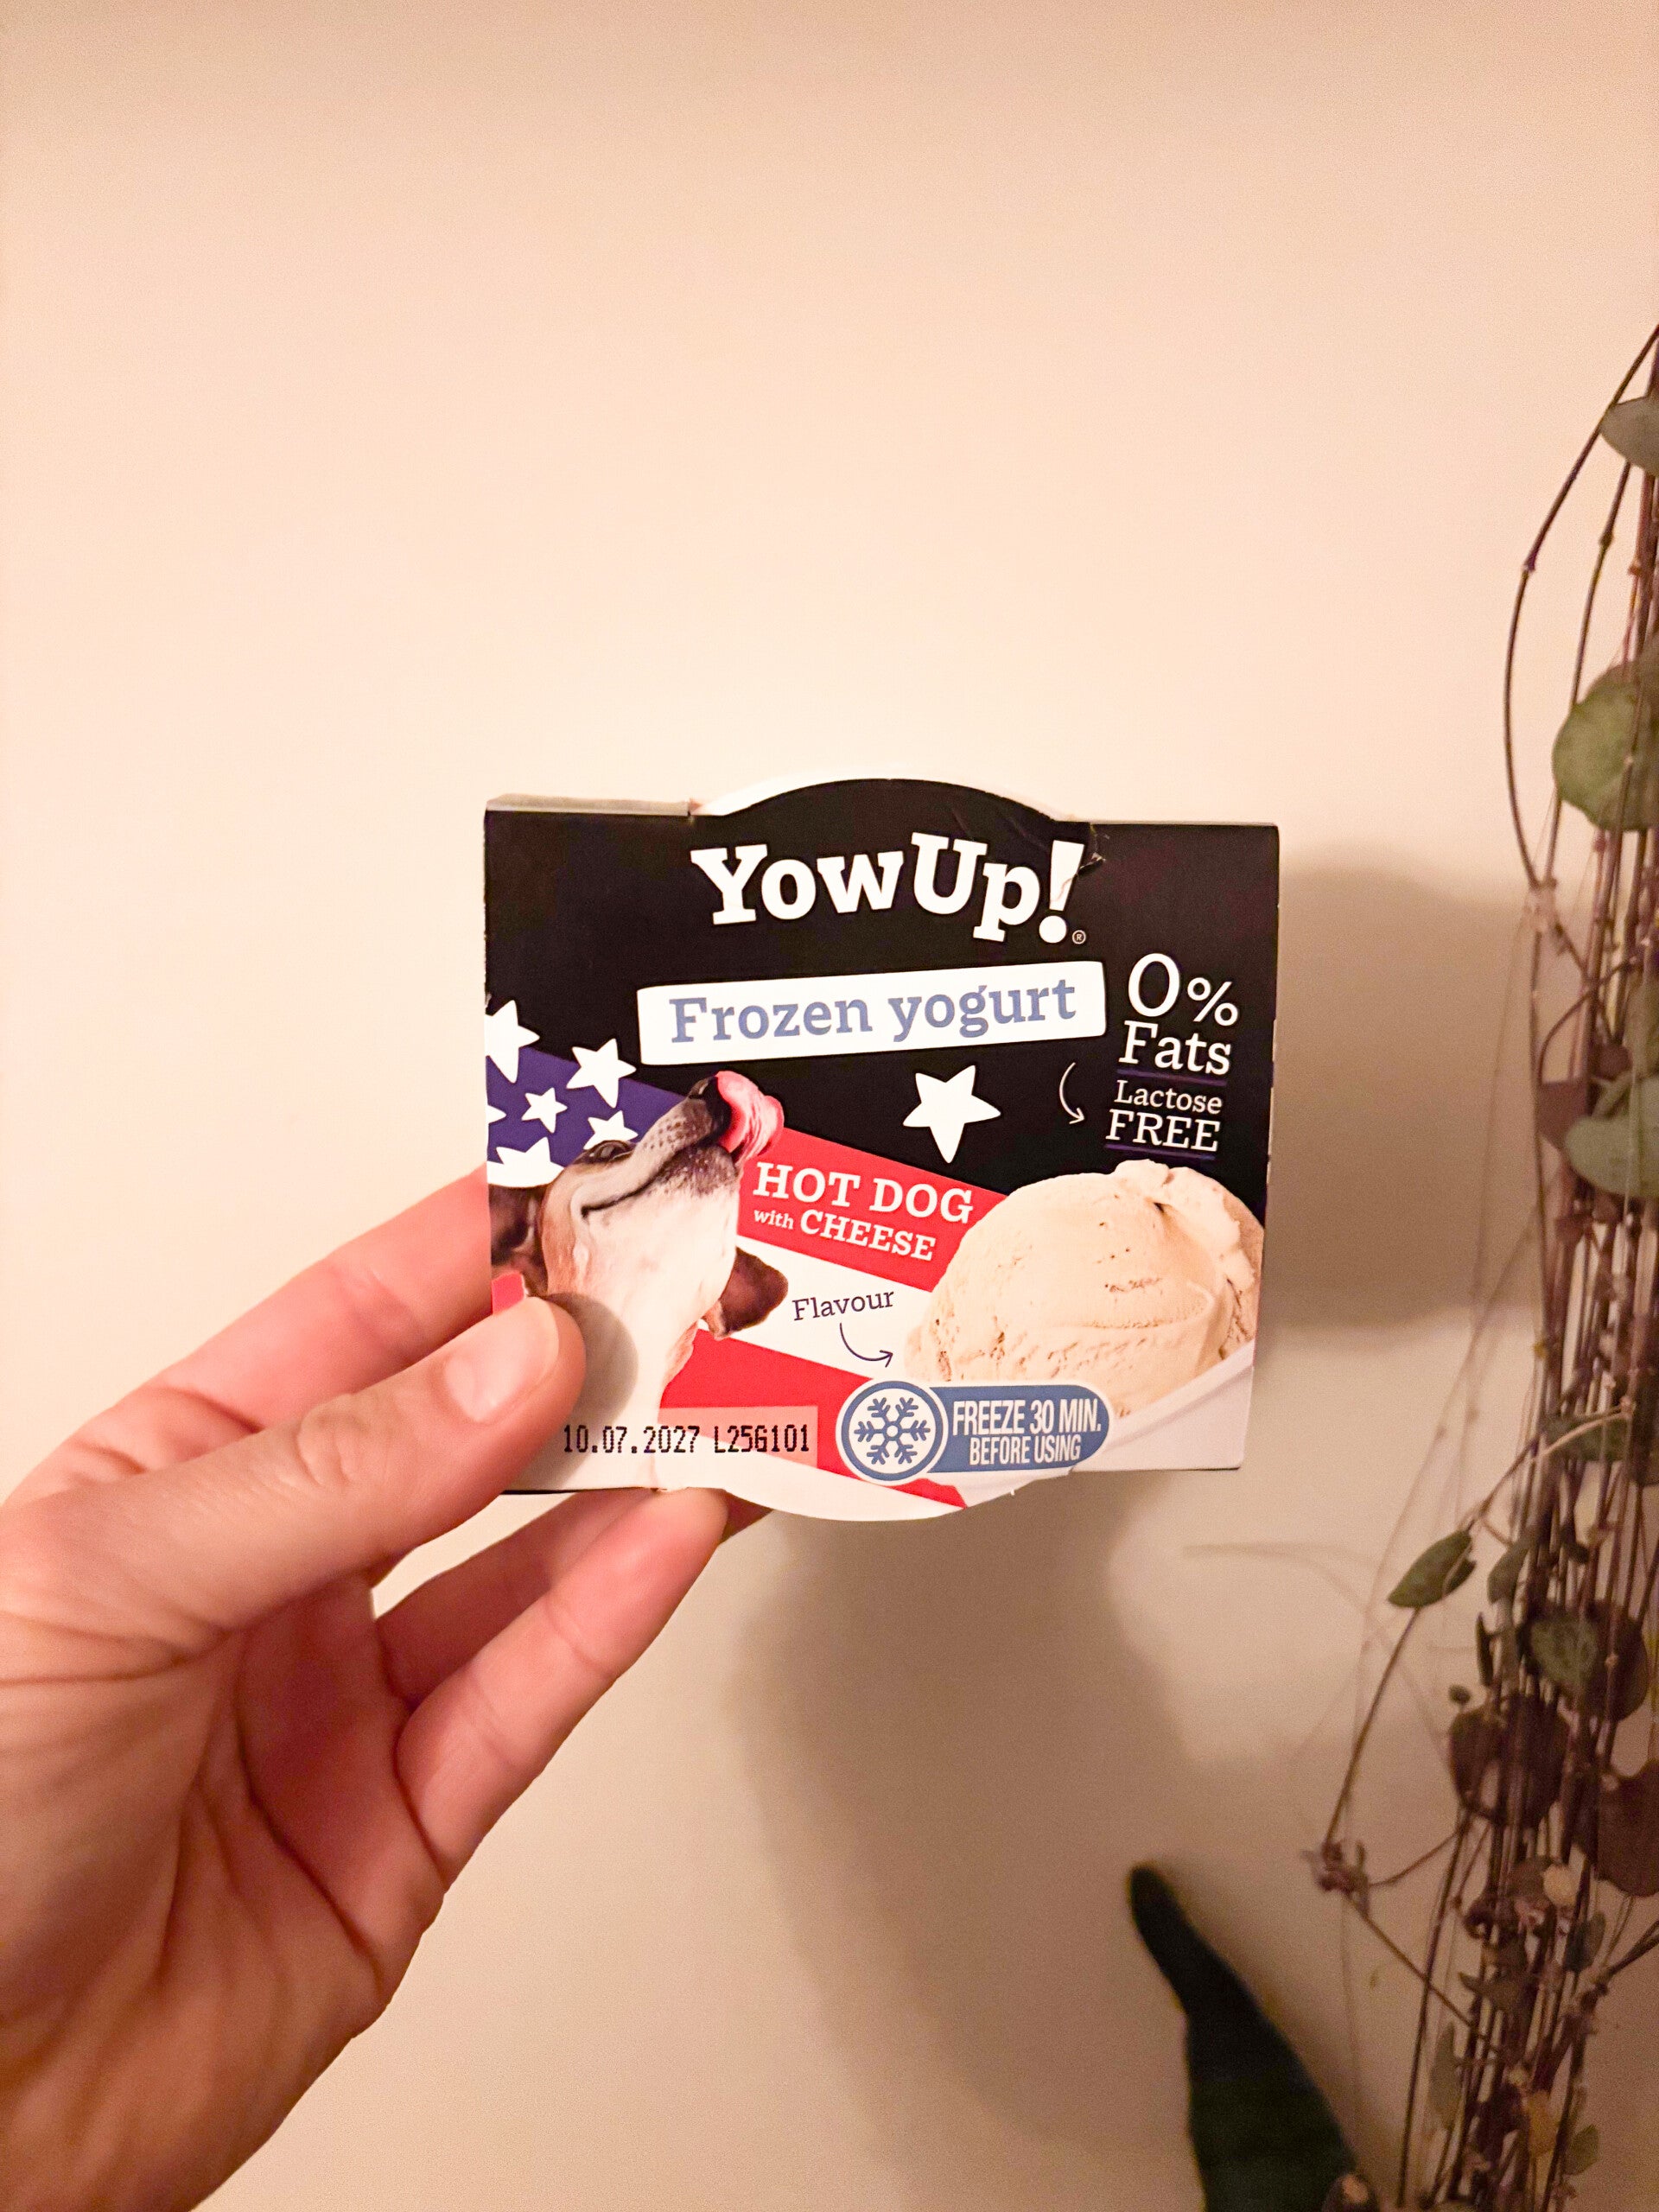 YowUp!®
Frozen yogurt
0%
Fats
Lactose
FREE
HOT DOG
with CHEESE
Flavour
FREEZE 30 MIN.
BEFORE USING
10.07.2027 L256101